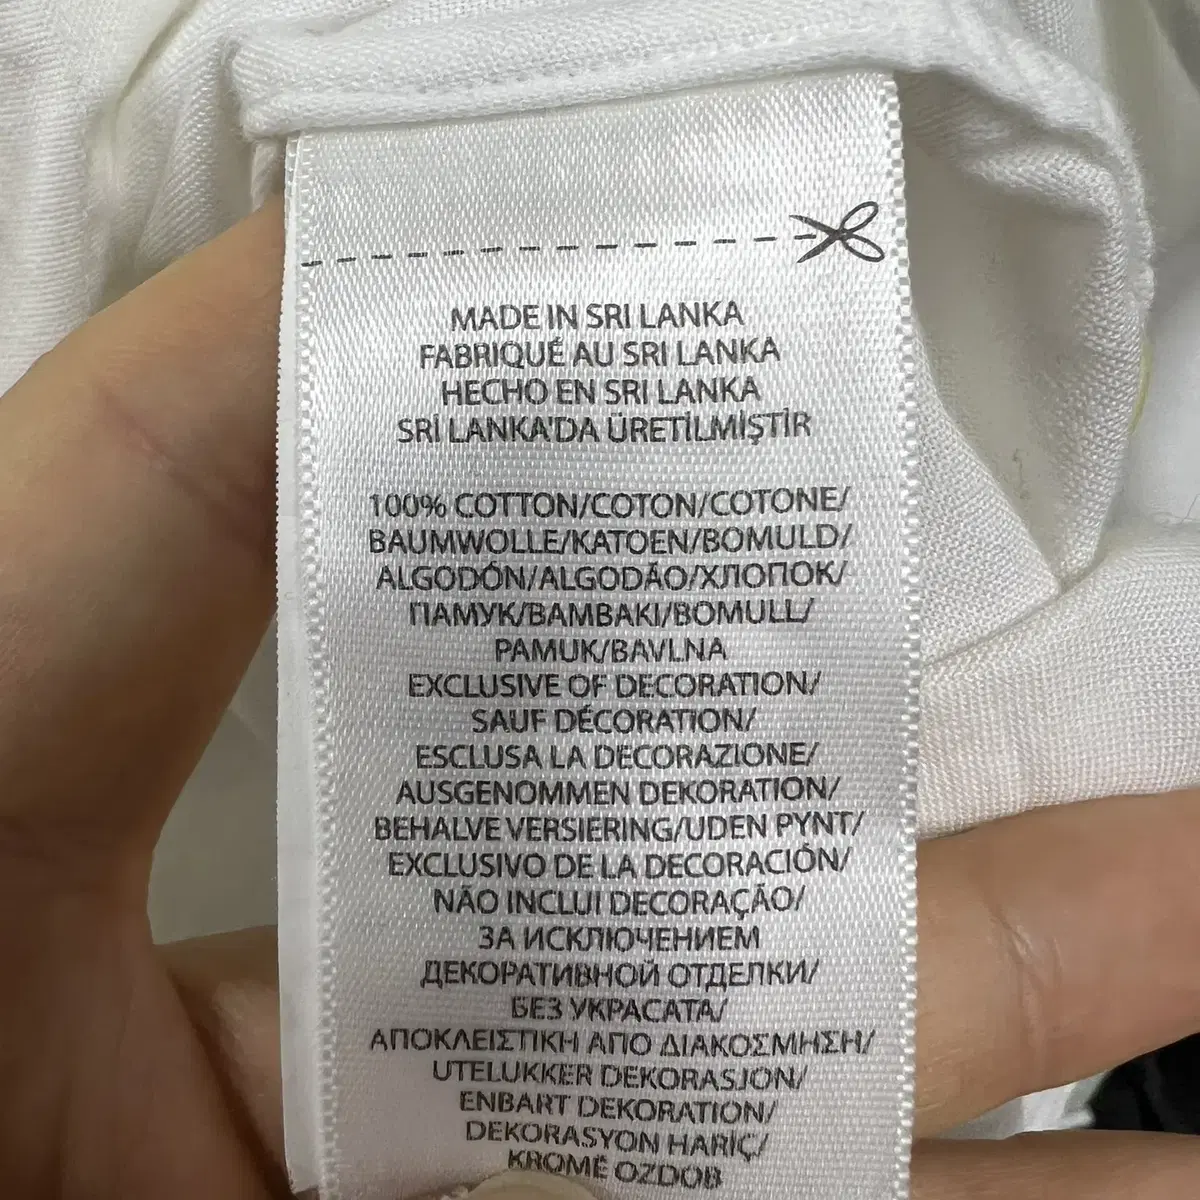 MADE IN SRI LANKA
FABRIQUÉ AU SRI LANKA
HECHO EN SRI LANKA
SRİ LANKA'DA ÜRETİLMİŞTİR
100% COTTON/COTON/COTONE/
BAUMWOLLE/KATOEN/BOMULD/
ALGODÓN/ALGODÃO/ХЛОПОК/
ПАМУК/ΒΑΜΒΑΚΙ/BOMULL/
PAMUK/BAVLNA
EXCLUSIVE OF DECORATION/
SAUF DÉCORATION/
ESCLUSA LA DECORAZIONE/
AUSGENOMMEN DEKORATION/
BEHALVE VERSIERING/UDEN PYNT/
EXCLUSIVO DE LA DECORACIÓN/
NÃO INCLUI DECORAÇÃO/
ЗА ИСКЛЮЧЕНИЕМ
ДЕКОРАТИВНОЙ ОТДЕЛКИ/
БЕЗ УКРАСАТА/
ΑΠΟΚΛΕΙΣΤΙΚΗ ΑΠΟ ΔΙΑΚΟΣΜΗΣΗ/
UTELUKKER DEKORASJON/
ENBART DEKORATION/
DEKORASYON HARİÇ/
KROMĚ OZDOB